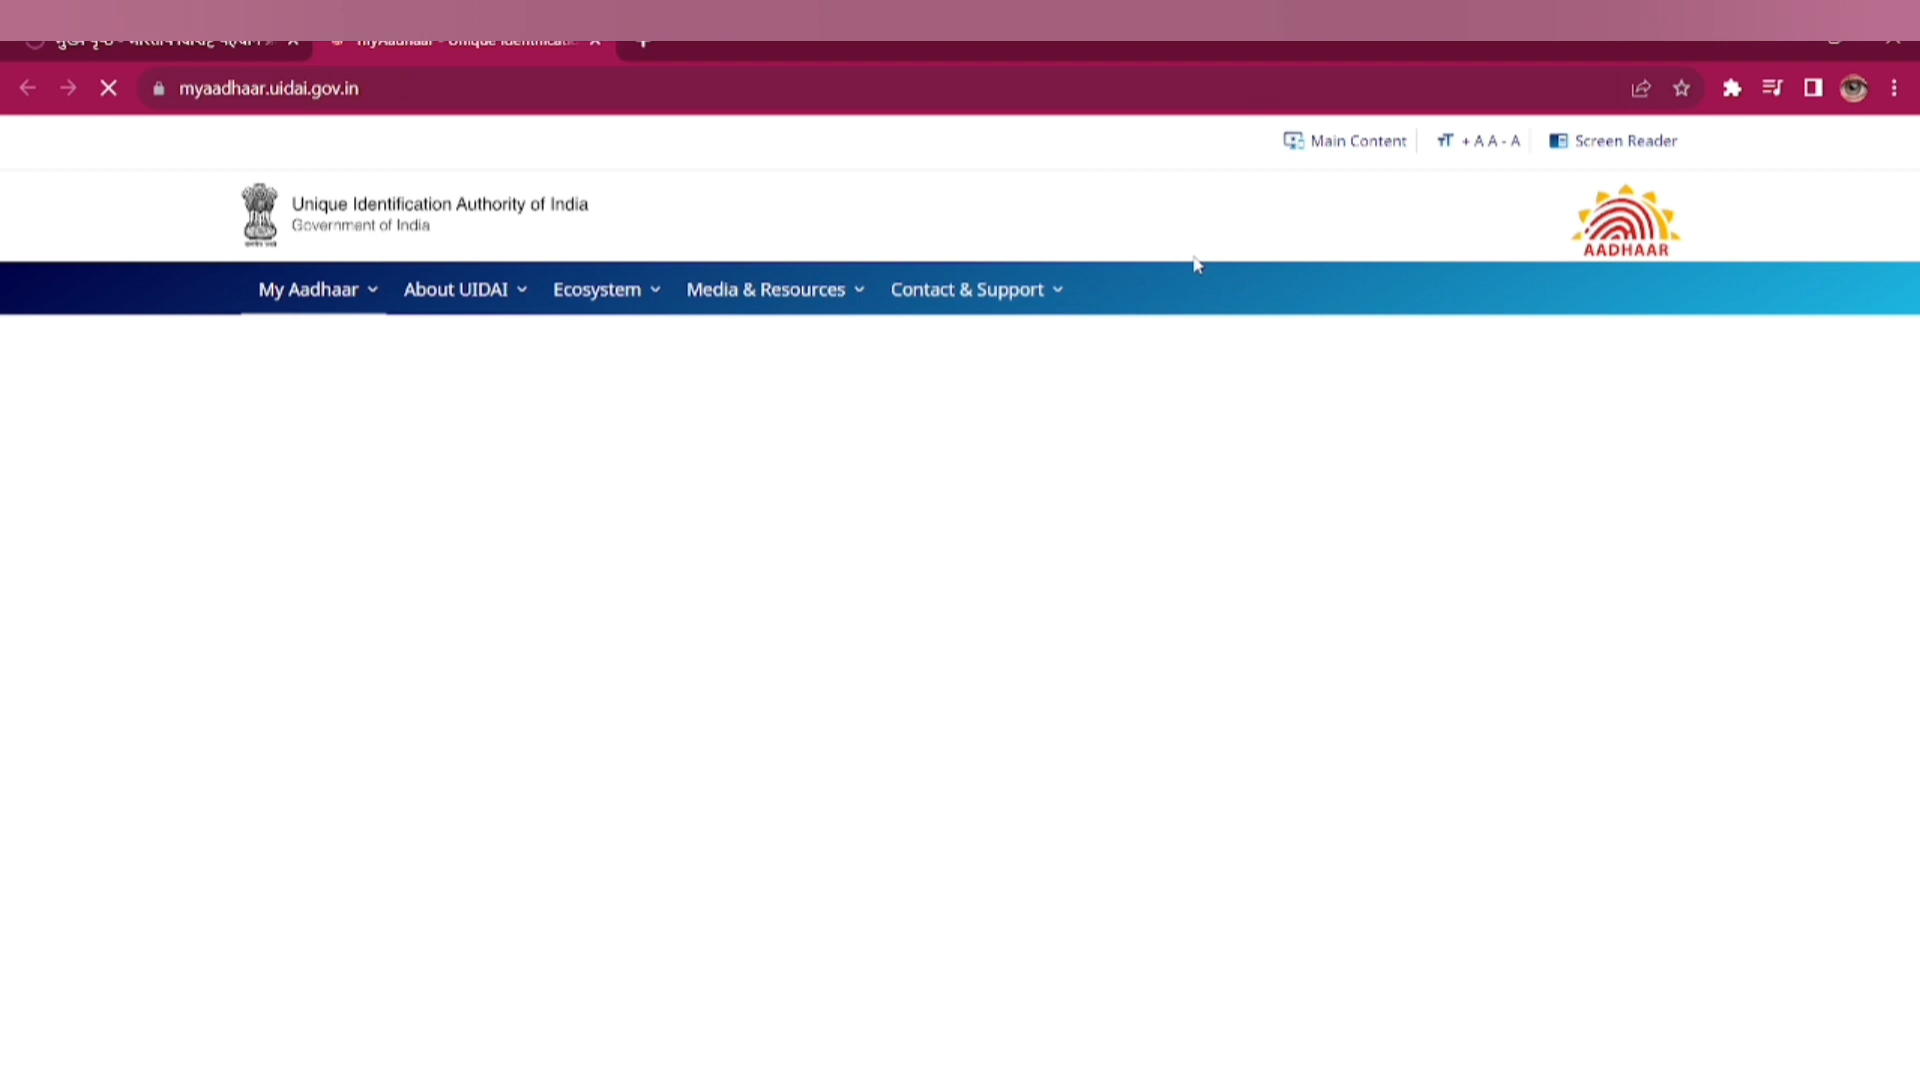 myaadhaar.uidai.gov.in
Main Content
+ A A - A
Screen Reader
Unique Identification Authority of India
Government of India
AADHAAR
My Aadhaar
About UIDAI
Ecosystem
Media & Resources
Contact & Support